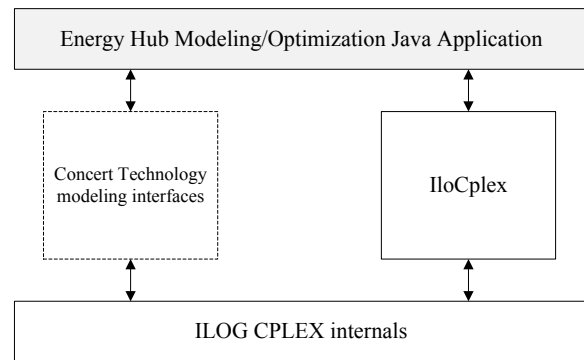 Energy Hub Modeling/Optimization Java Application
Concert Technology
modeling interfaces
IloCplex
ILOG CPLEX internals